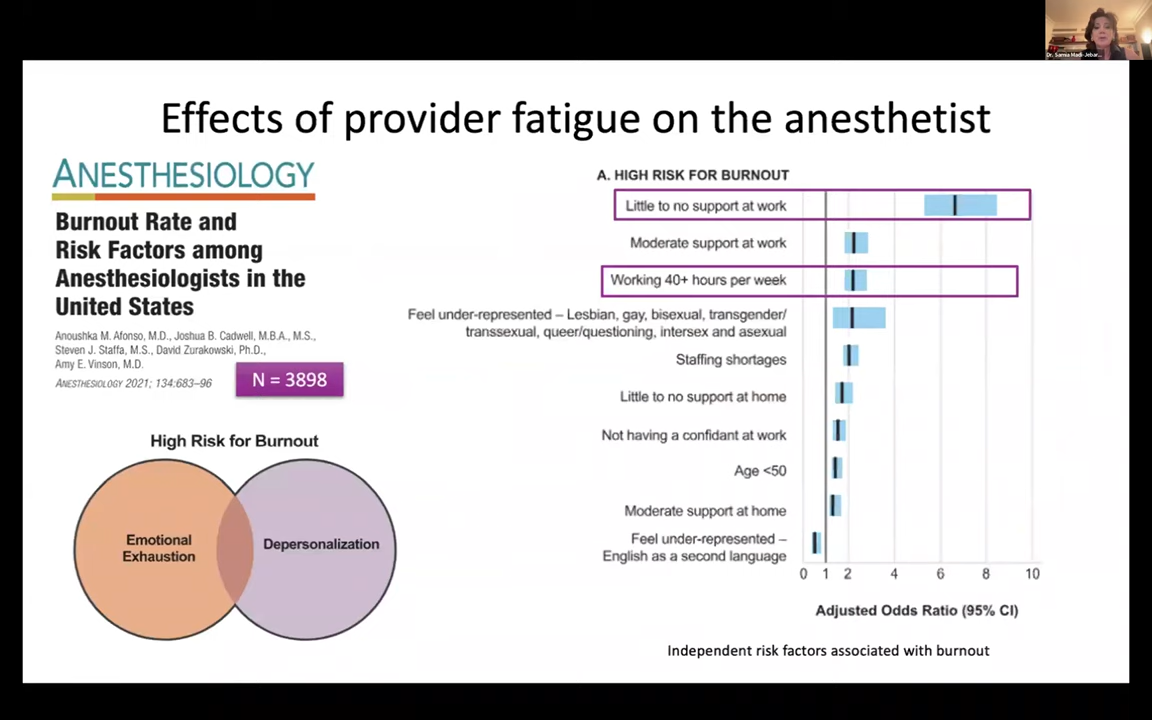 Dr. Samia Madi-Jebar...
Effects of provider fatigue on the anesthetist
ANESTHESIOLOGY
Burnout Rate and
Risk Factors among
Anesthesiologists in the
United States
Anoushka M. Afonso, M.D., Joshua B. Cadwell, M.B.A., M.S.,
Steven J. Staffa, M.S., David Zurakowski, Ph.D.,
Amy E. Vinson, M.D.
ANESTHESIOLOGY 2021; 134:683–96
N = 3898
High Risk for Burnout
Emotional
Exhaustion
Depersonalization
A. HIGH RISK FOR BURNOUT
Little to no support at work
Moderate support at work
Working 40+ hours per week
Feel under-represented – Lesbian, gay, bisexual, transgender/
transsexual, queer/questioning, intersex and asexual
Staffing shortages
Little to no support at home
Not having a confidant at work
Age <50
Moderate support at home
Feel under-represented –
English as a second language
0 1 2 4 6 8 10
Adjusted Odds Ratio (95% CI)
Independent risk factors associated with burnout